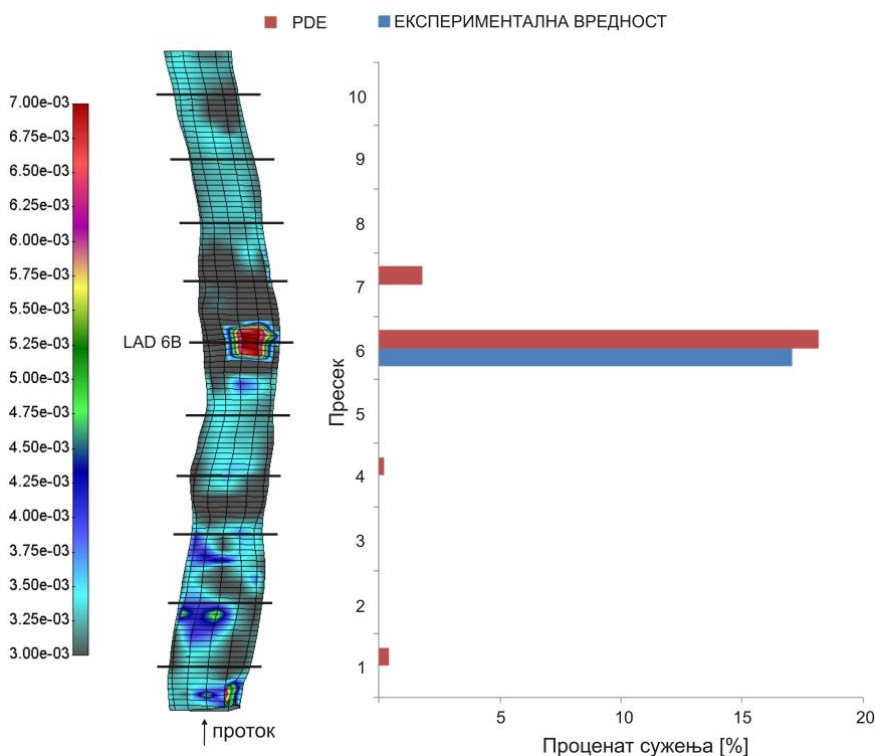 PDE
ЕКСПЕРИМЕНТАЛНА ВРЕДНОСТ
7.00e-03
6.75e-03
6.50e-03
6.25e-03
6.00e-03
5.75e-03
5.50e-03
5.25e-03
5.00e-03
4.75e-03
4.50e-03
4.25e-03
4.00e-03
3.75e-03
3.50e-03
3.25e-03
3.00e-03
LAD 6B
проток
Пресек
10
9
8
7
6
5
4
3
2
1
5
10
15
20
Проценат сужења [%]